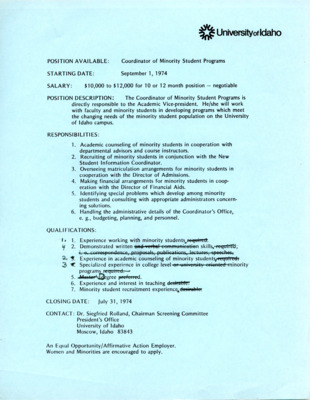 University of Idaho
POSITION AVAILABLE: Coordinator of Minority Student Programs
STARTING DATE: September 1, 1974
SALARY: $10,000 to $12,000 for 10 or 12 month position -- negotiable
POSITION DESCRIPTION: The Coordinator of Minority Student Programs is
directly responsible to the Academic Vice-president. He/she will work
with faculty and minority students in developing programs which meet
the changing needs of the minority student population on the University
of Idaho campus.
RESPONSIBILITIES:
1. Academic counseling of minority students in cooperation with
departmental advisors and course instructors.
2. Recruiting of minority students in conjunction with the New
Student Information Coordinator.
3. Overseeing matriculation arrangements for minority students in
cooperation with the Director of Admissions.
4. Making financial arrangements for minority students in coop-
eration with the Director of Financial Aids.
5. Identifying special problems which develop among minority
students and consulting with appropriate administrators concern-
ing solutions.
6. Handling the administrative details of the Coordinator's Office,
e. g., budgeting, planning, and personnel.
QUALIFICATIONS:
1. Experience working with minority students required.
2. Demonstrated written and verbal communication skills, required,
i.e. correspondence, proposals, publications, lectures, speeches.
3. Experience in academic counseling of minority students required.
4. Specialized experience in college level or university oriented minority
programs required.
5. Master's Degree preferred.
6. Experience and interest in teaching desirable.
7. Minority student recruitment experience desirable.
CLOSING DATE: July 31, 1974
CONTACT: Dr. Siegfried Rolland, Chairman Screening Committee
President's Office
University of Idaho
Moscow, Idaho 83843
An Equal Opportunity/Affirmative Action Employer.
Women and Minorities are encouraged to apply.